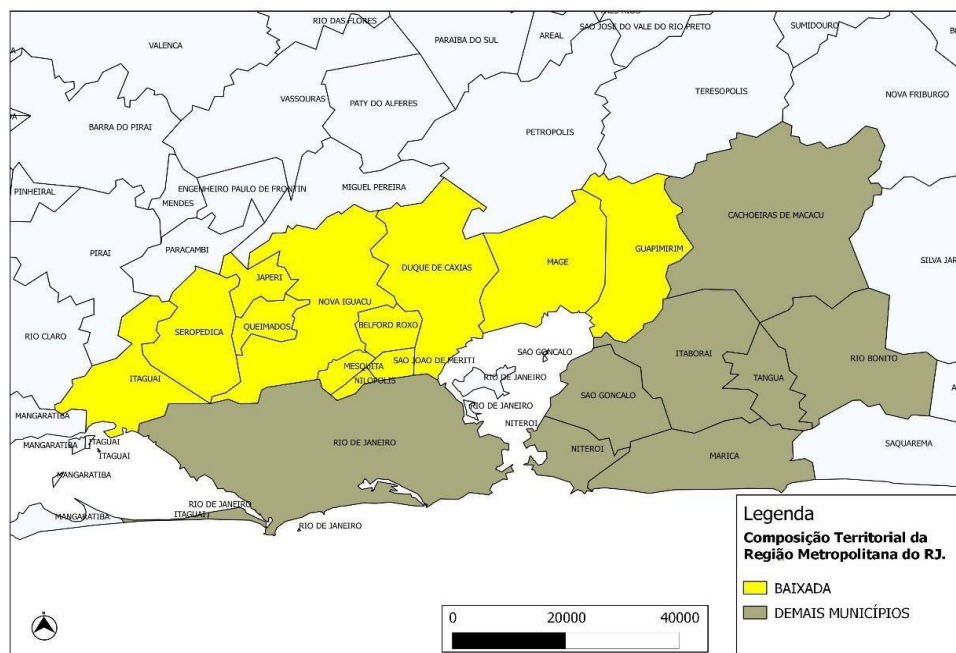 RIO DAS FLORES
SAO JOSE DO VALE DO RIO PRETO
SUMIDOURO
VALENCA
PARAIBA DO SUL
AREAL
TERESOPOLIS
NOVA FRIBURGO
VASSOURAS
PATY DO ALFERES
BARRA DO PIRAI
PETROPOLIS
PINHEIRAL
ENGENHEIRO PAULO DE FRONTIN
MIGUEL PEREIRA
MENDES
CACHOEIRAS DE MACACU
PIRAI
PARACAMBI
GUAPIMIRIM
SILVA JAR
JAPERI
DUQUE DE CAXIAS
MAGE
NOVA IGUACU
RIO CLARO
SEROPEDICA
QUEIMADOS
BELFORD ROXO
SAO GONCALO
ITABORAI
RIO BONITO
SAO JOAO DE MERITI
MESQUITA
ITAGUAI
NILOPOLIS
RIO DE JANEIRO
TANGUA
SAO GONCALO
RIO DE JANEIRO
MANGARATIBA
NITEROI
MANGARATIBA
ITAGUAI
RIO DE JANEIRO
NITEROI
MARICA
SAQUAREMA
ITAGUAI
MANGARATIBA
RIO DE JANEIRO
MANGARATIBA
ITAGUAI
RIO DE JANEIRO
Legenda
Composição Territorial da
Região Metropolitana do RJ.
BAIXADA
DEMAIS MUNICÍPIOS
0 20000 40000